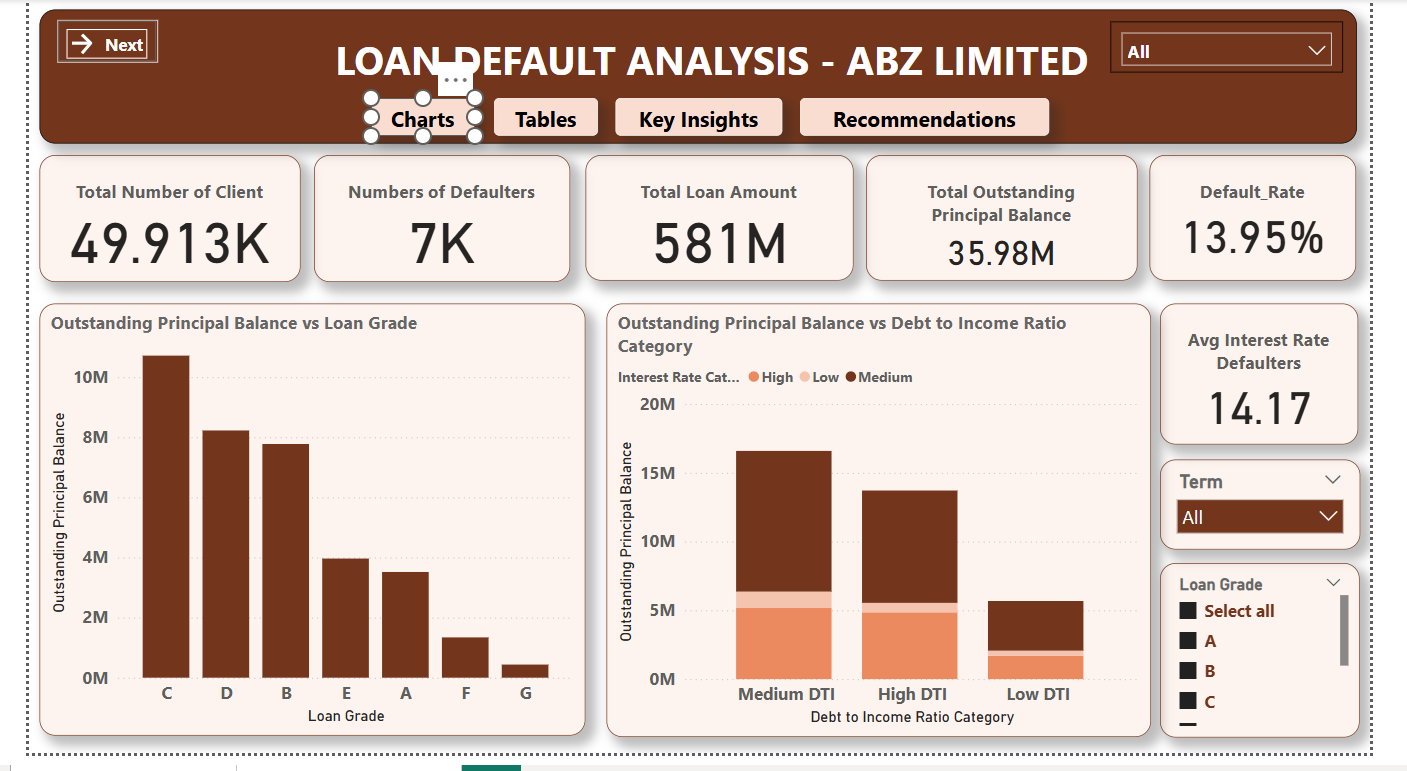 Next
LOAN DEFAULT ANALYSIS - ABZ LIMITED
All
Charts
Tables
Key Insights
Recommendations
Total Number of Client
49.913K
Numbers of Defaulters
7K
Total Loan Amount
581M
Total Outstanding
Principal Balance
35.98M
Default_Rate
13.95%
Outstanding Principal Balance vs Loan Grade
Outstanding Principal Balance
10M
8M
6M
4M
2M
0M
C
D
B
E
A
F
G
Loan Grade
Outstanding Principal Balance vs Debt to Income Ratio
Category
Interest Rate Cat...
High
Low
Medium
Outstanding Principal Balance
20M
15M
10M
5M
0M
Medium DTI
High DTI
Low DTI
Debt to Income Ratio Category
Avg Interest Rate
Defaulters
14.17
Term
All
Loan Grade
Select all
A
B
C